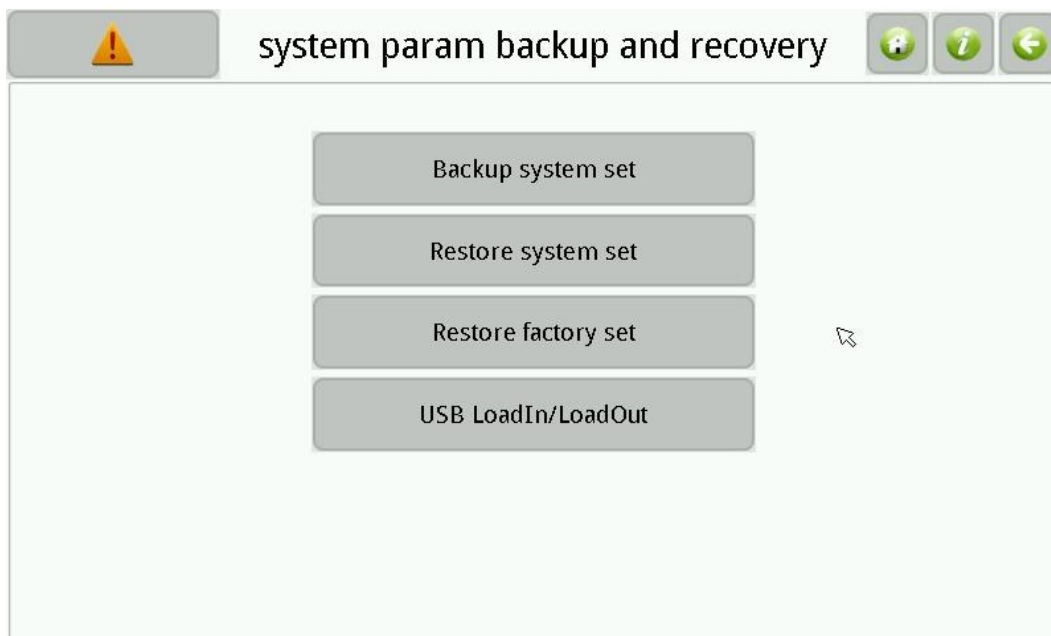 system param backup and recovery
Backup system set
Restore system set
Restore factory set
USB LoadIn/LoadOut